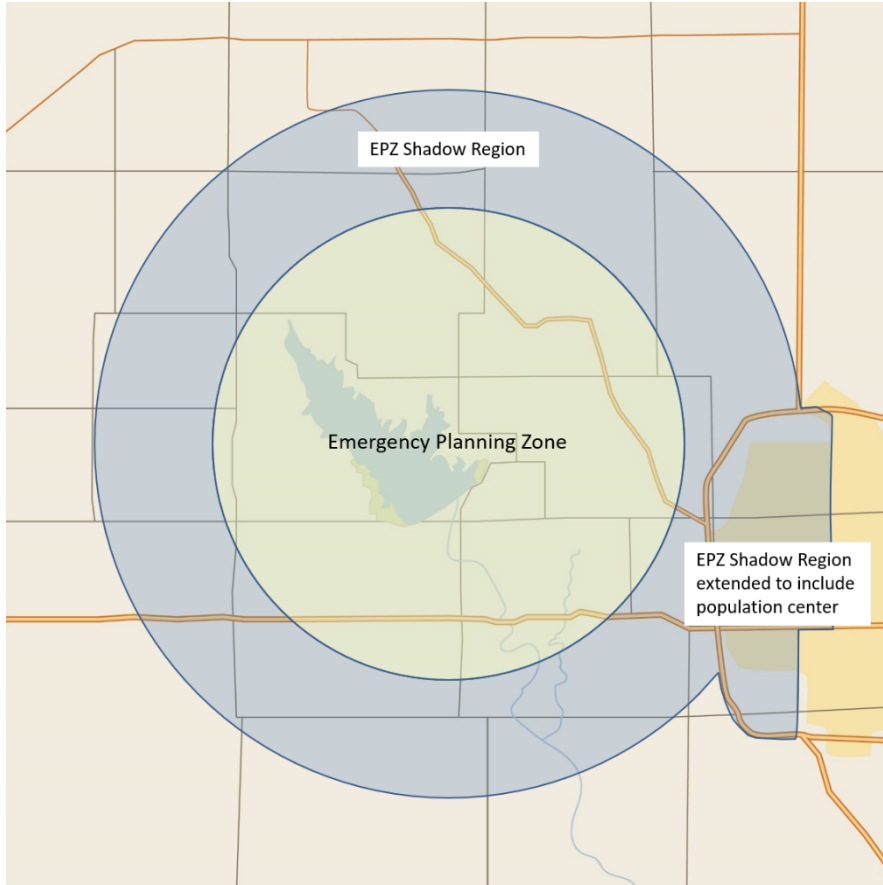 EPZ Shadow Region
Emergency Planning Zone
EPZ Shadow Region
extended to include
population center